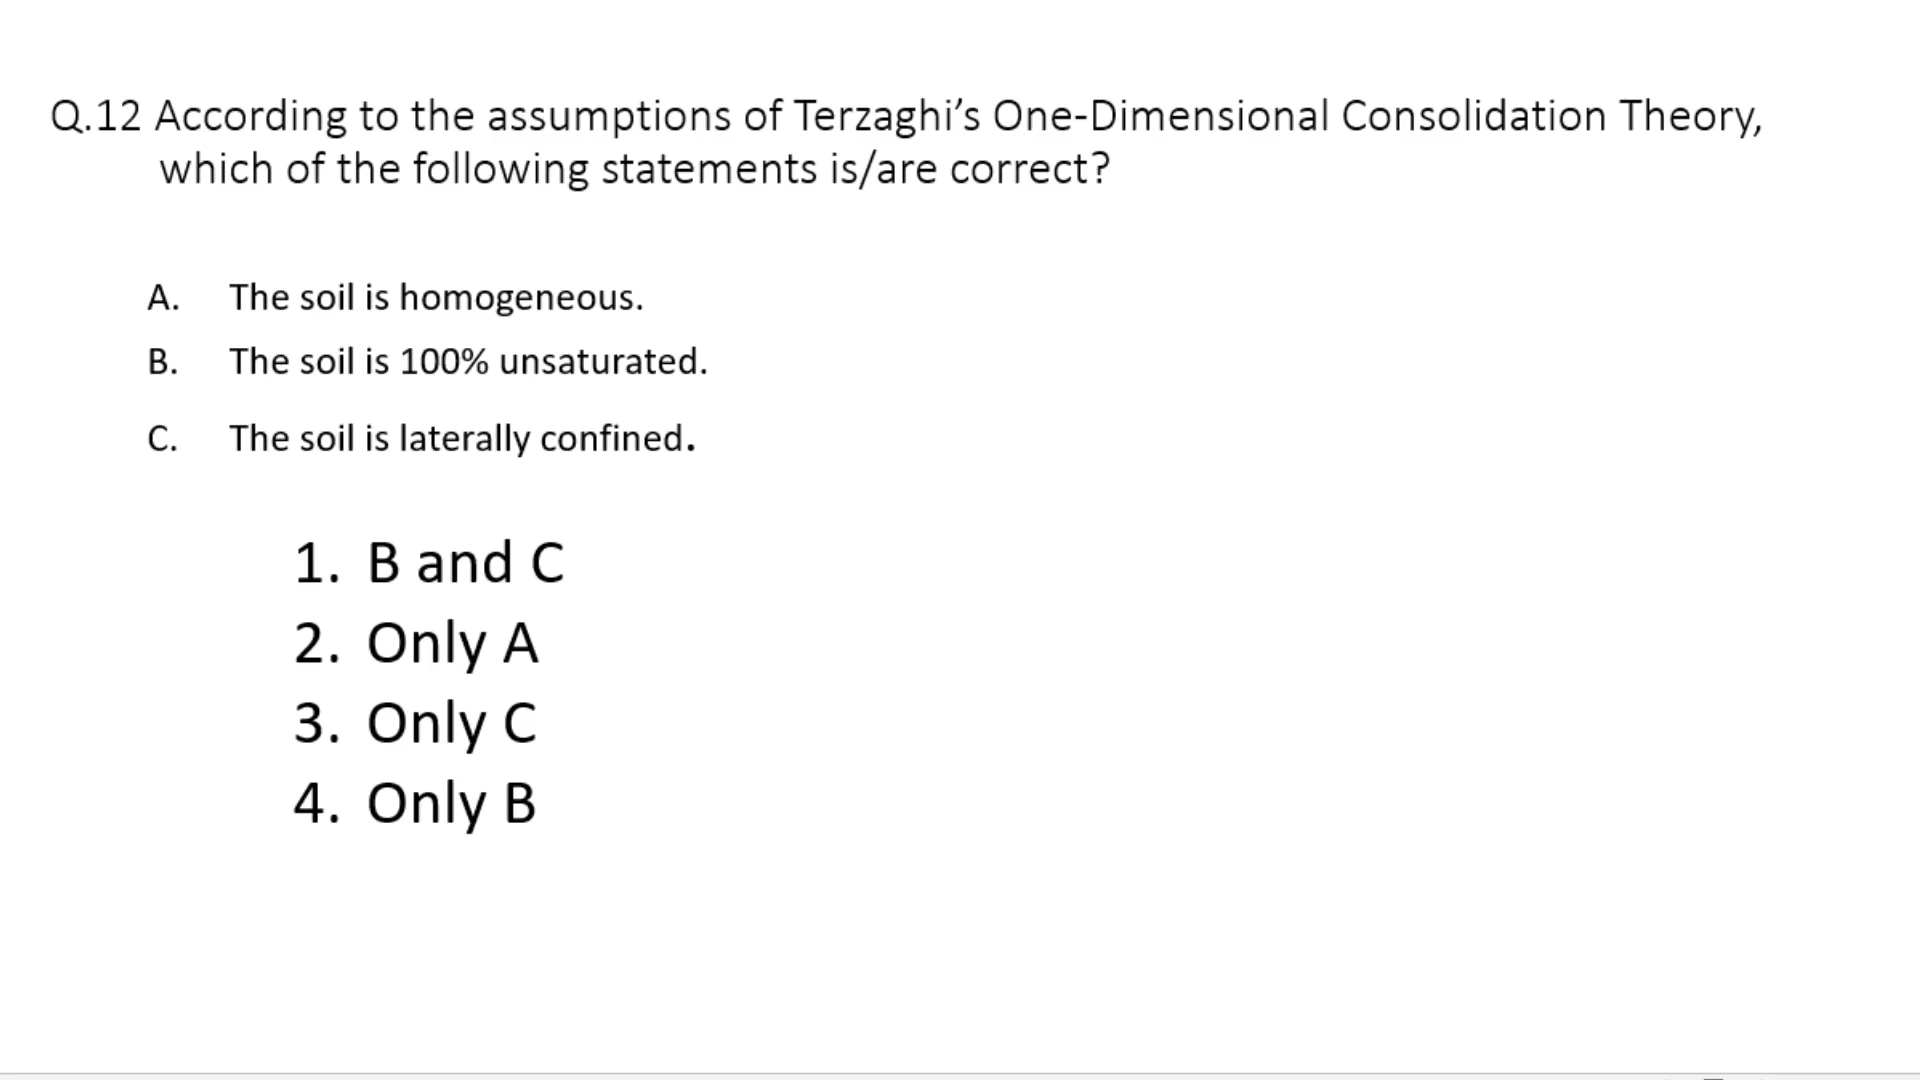 Q.12 According to the assumptions of Terzaghi’s One-Dimensional Consolidation Theory,
which of the following statements is/are correct?
A. The soil is homogeneous.
B. The soil is 100% unsaturated.
C. The soil is laterally confined.
1. B and C
2. Only A
3. Only C
4. Only B